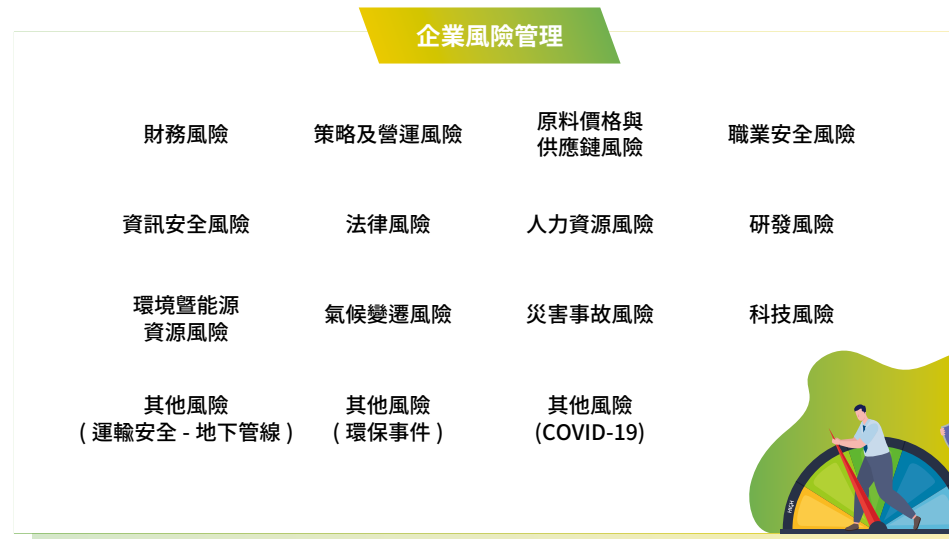 企業風險管理
財務風險
策略及營運風險
原料價格與
供應鏈風險
職業安全風險
資訊安全風險
法律風險
人力資源風險
研發風險
環境暨能源
資源風險
氣候變遷風險
災害事故風險
科技風險
其他風險
( 運輸安全 - 地下管線 )
其他風險
( 環保事件 )
其他風險
(COVID-19)
HIGH